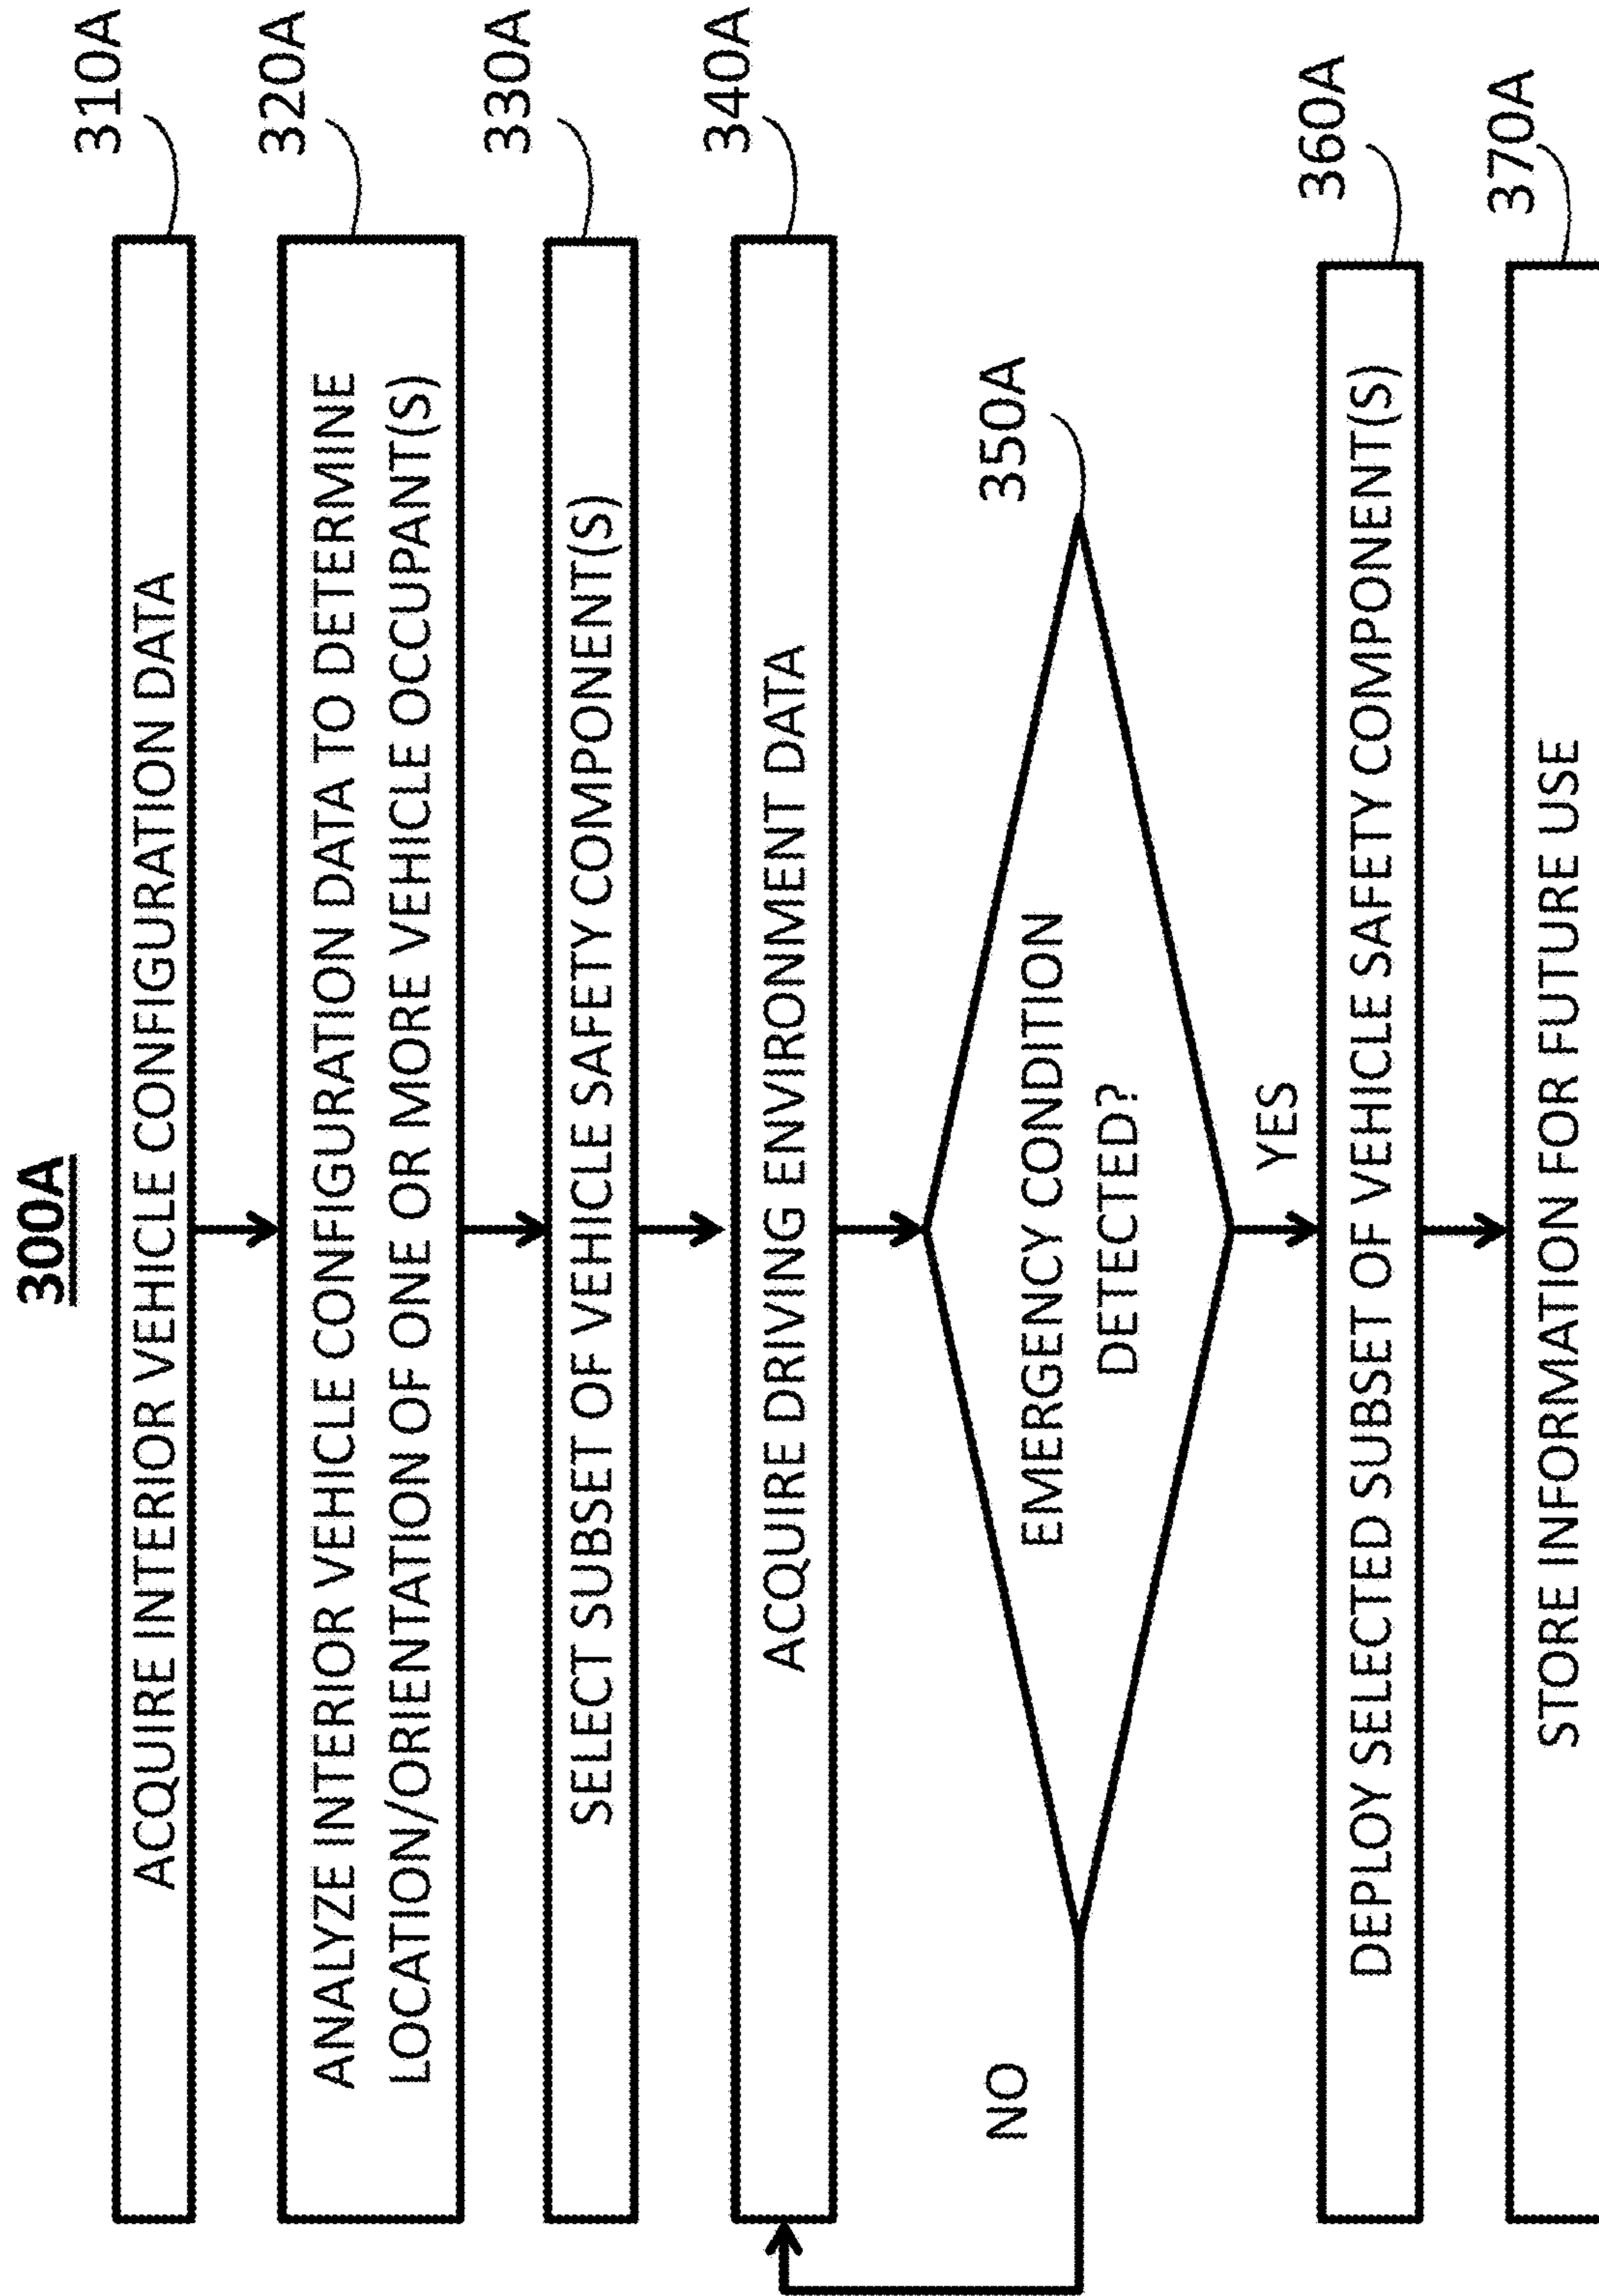 300A
310A
ACQUIRE INTERIOR VEHICLE CONFIGURATION DATA
320A
ANALYZE INTERIOR VEHICLE CONFIGURATION DATA TO DETERMINE
LOCATION/ORIENTATION OF ONE OR MORE VEHICLE OCCUPANT(S)
330A
SELECT SUBSET OF VEHICLE SAFETY COMPONENT(S)
340A
ACQUIRE DRIVING ENVIRONMENT DATA
350A
EMERGENCY CONDITION
DETECTED?
NO
YES
360A
DEPLOY SELECTED SUBSET OF VEHICLE SAFETY COMPONENT(S)
370A
STORE INFORMATION FOR FUTURE USE